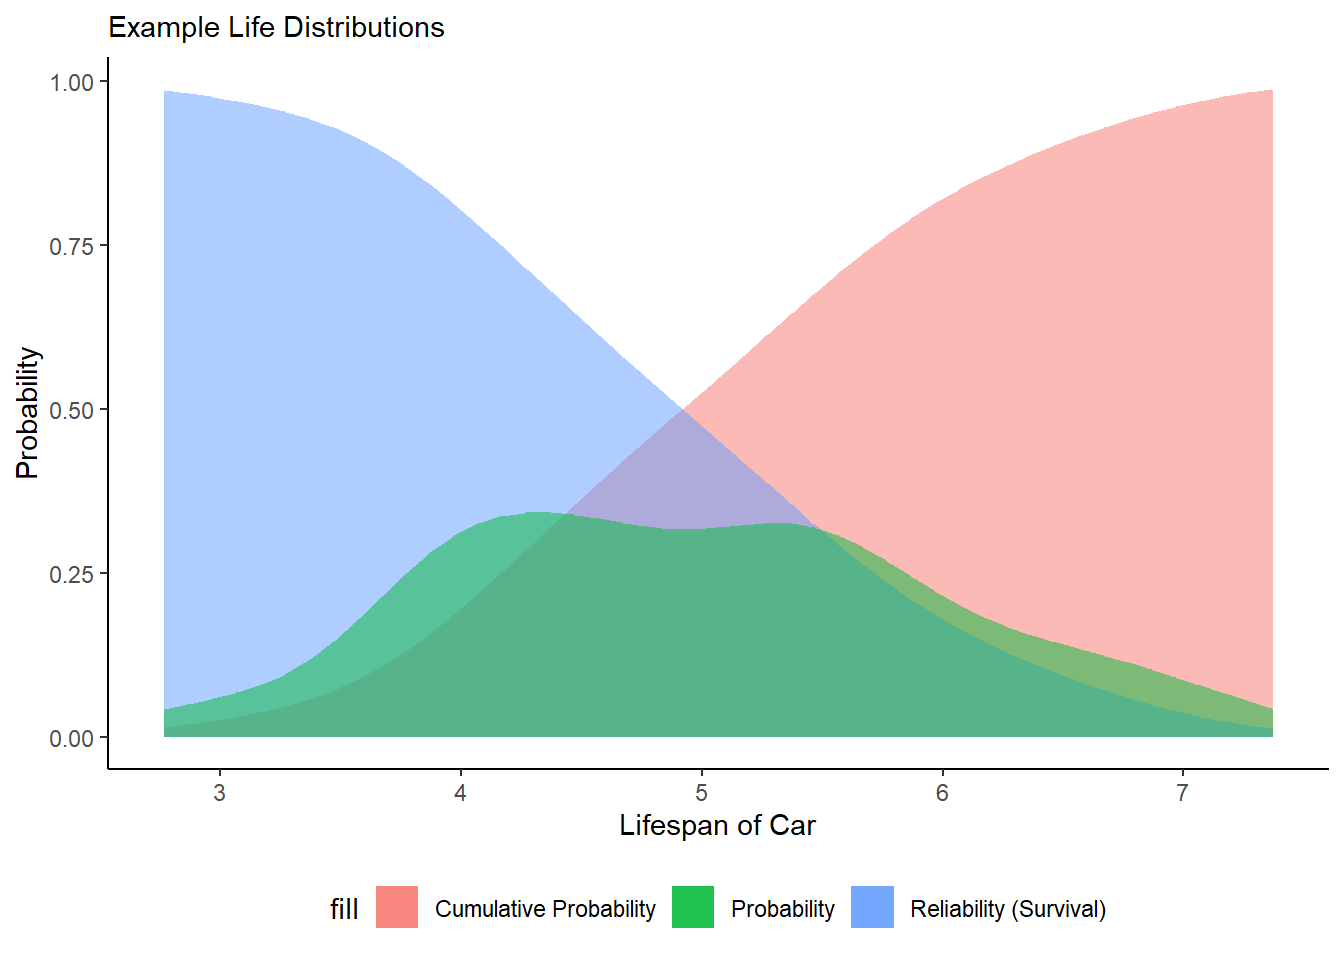 Example Life Distributions
1.00
0.75
0.50
0.25
0.00
Probability
3 4 5 6 7
Lifespan of Car
fill Cumulative Probability Probability Reliability (Survival)